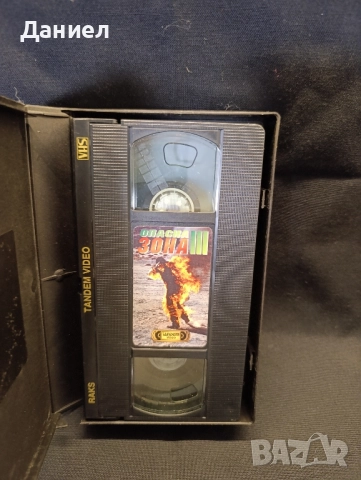 Даниел
VHS
TANDEM VIDEO
RAKS
ОПАСНА
ЗОНА III
BAZAR